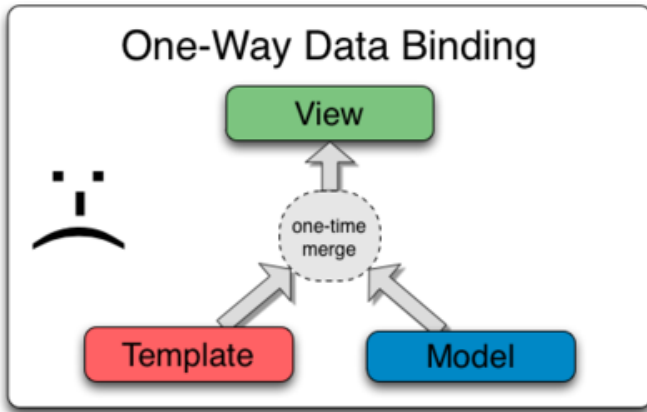 One-Way Data Binding
View
one-time
merge
Template
Model